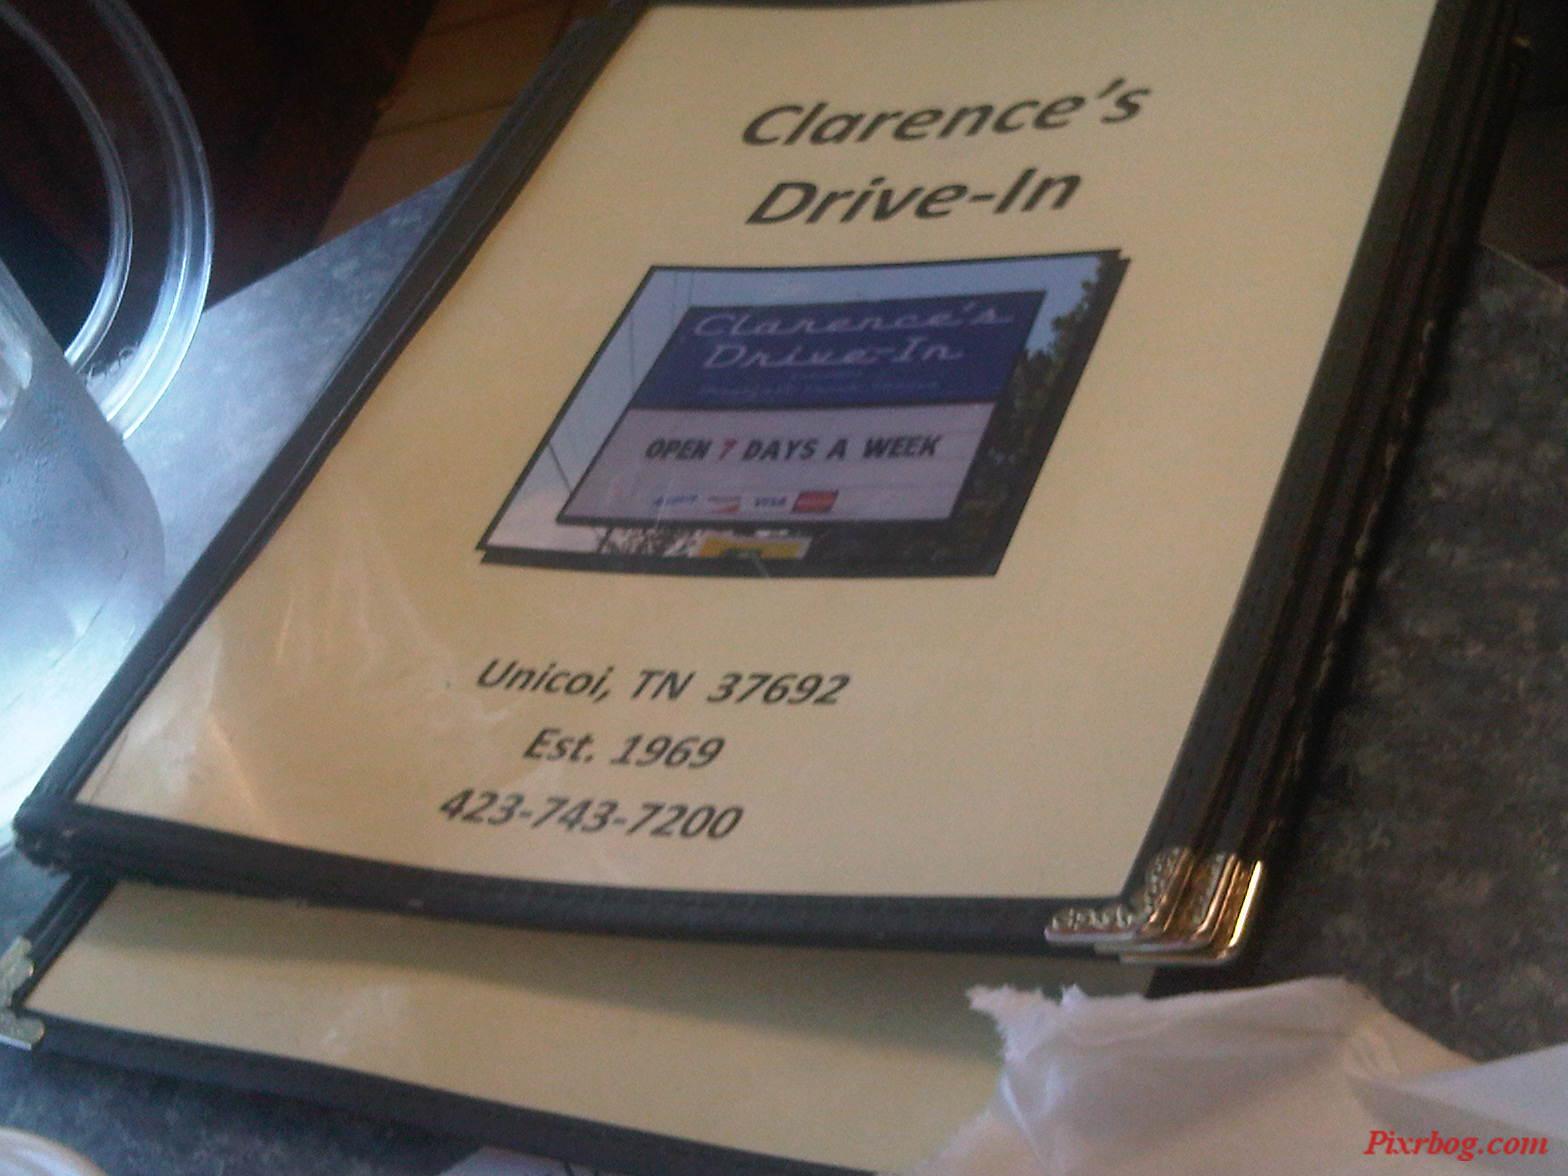 Clarence's
Drive-In
Clarence's
Drive-In
OPEN 7 DAYS A WEEK
VISA
Unicoi, TN 37692
Est. 1969
423-743-7200
Pixrbog.com